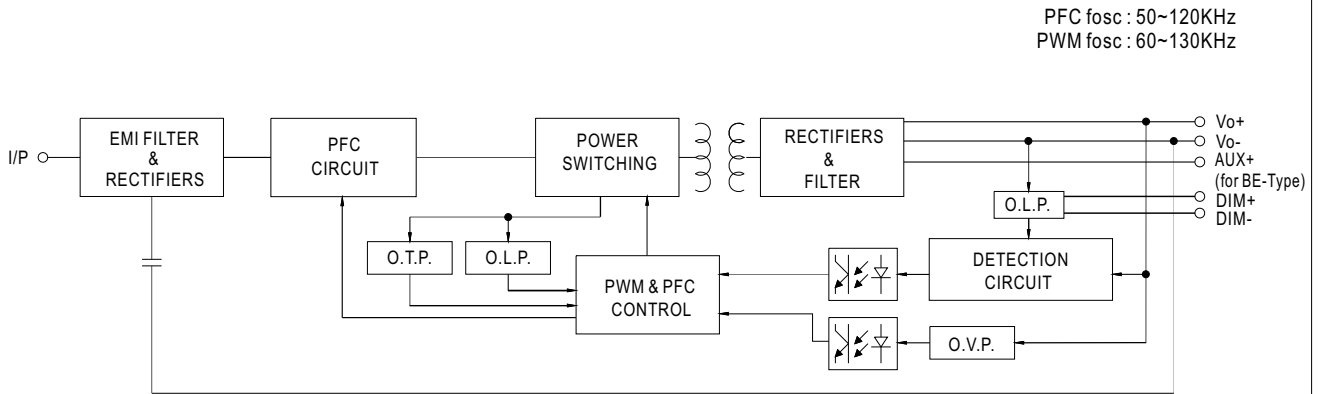 PFC fosc : 50~120KHz
PWM fosc : 60~130KHz
I/P
EMI FILTER
&
RECTIFIERS
PFC
CIRCUIT
POWER
SWITCHING
RECTIFIERS
&
FILTER
Vo+
Vo-
AUX+
(for BE-Type)
DIM+
DIM-
O.L.P.
O.T.P.
O.L.P.
PWM & PFC
CONTROL
DETECTION
CIRCUIT
O.V.P.